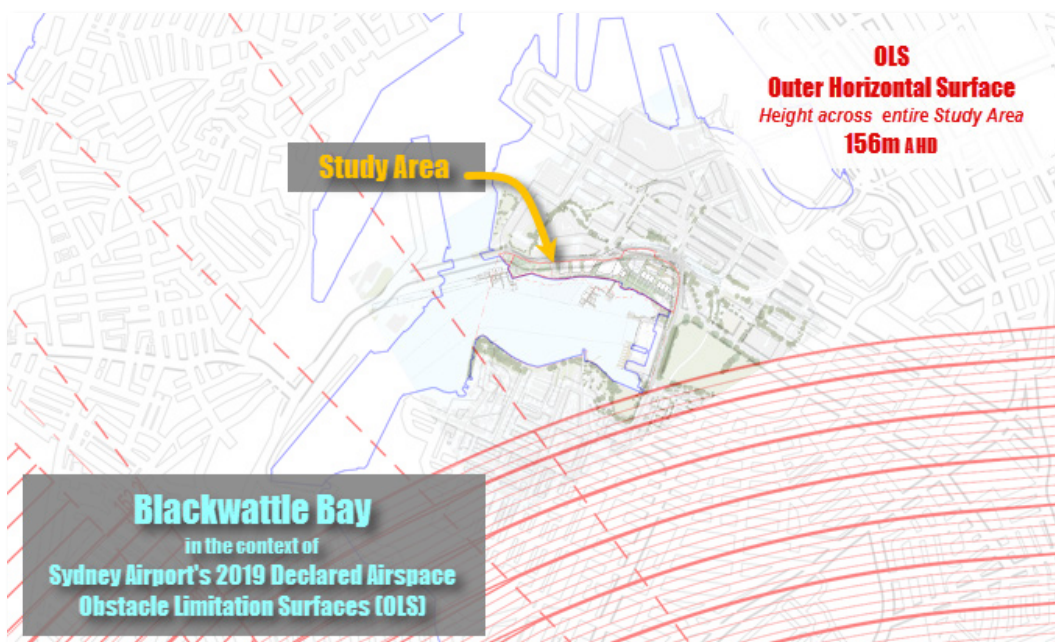 OLS
Outer Horizontal Surface
Height across entire Study Area
156m AHD
Study Area
Blackwattle Bay
in the context of
Sydney Airport's 2019 Declared Airspace
Obstacle Limitation Surfaces (OLS)